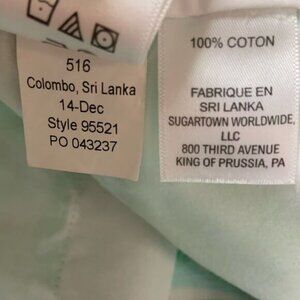 516
Colombo, Sri Lanka
14-Dec
Style 95521
PO 043237
100% COTON
FABRIQUE EN
SRI LANKA
SUGARTOWN WORLDWIDE,
LLC
800 THIRD AVENUE
KING OF PRUSSIA, PA